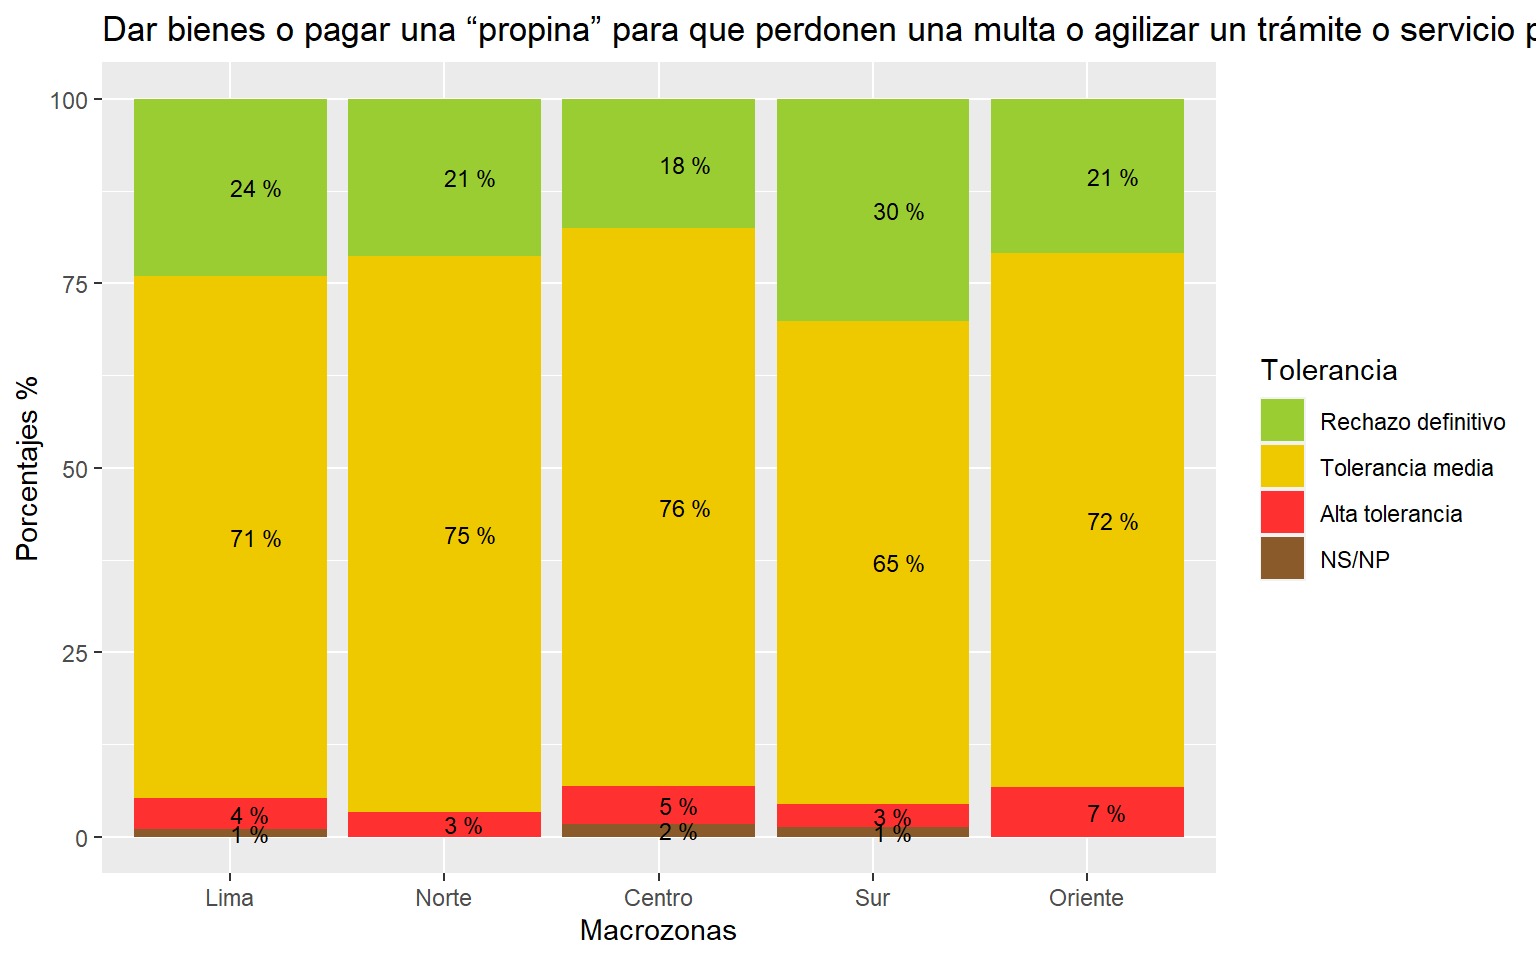 Dar bienes o pagar una “propina” para que perdonen una multa o agilizar un trámite o servicio p
100
75
50
25
0
Porcentajes %
24 %
71 %
4 %
1 %
21 %
75 %
3 %
18 %
76 %
5 %
2 %
30 %
65 %
3 %
1 %
21 %
72 %
7 %
Lima
Norte
Centro
Sur
Oriente
Macrozonas
Tolerancia
Rechazo definitivo
Tolerancia media
Alta tolerancia
NS/NP